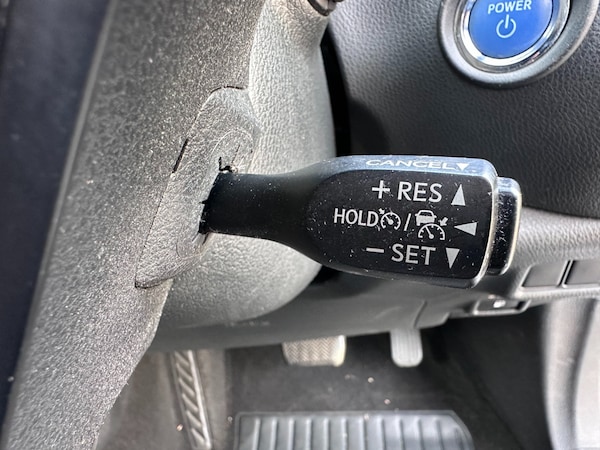 POWER
CANCEL▼
+ RES ▲
HOLD / ◀
− SET ▼